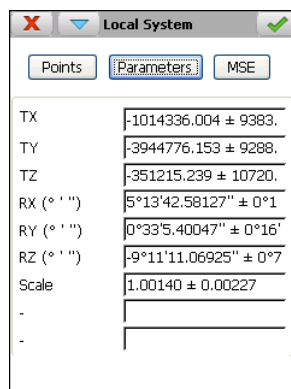 Local System
Points Parameters MSE
TX -1014336.004 ± 9383.
TY -3944776.153 ± 9288.
TZ -351215.239 ± 10720.
RX (° ' ") 5°13'42.58127" ± 0°1
RY (° ' ") 0°33'5.40047" ± 0°16'
RZ (° ' ") -9°11'11.06925" ± 0°7
Scale 1.00140 ± 0.00227
-
-